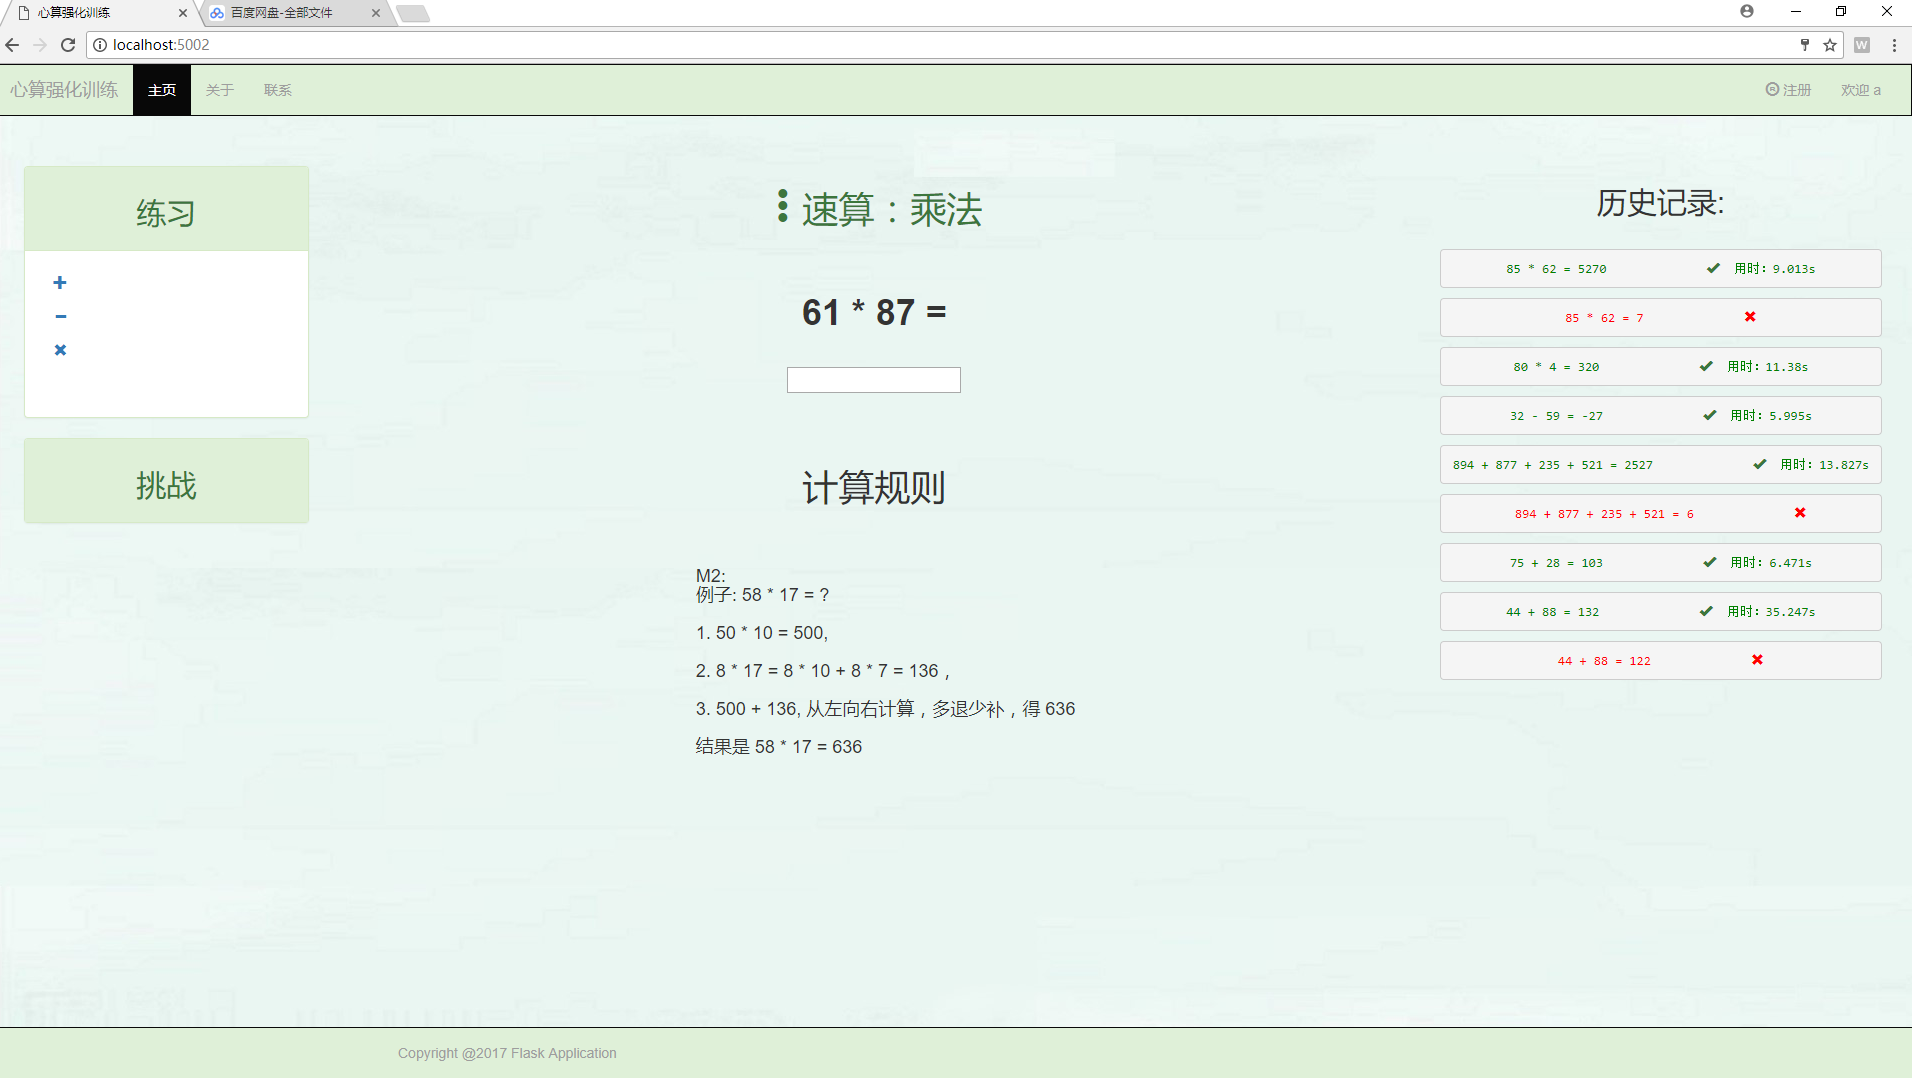 心算强化训练
百度网盘-全部文件
localhost:5002
W
心算强化训练 主页 关于 联系 注册 欢迎 a
练习
挑战
速算：乘法
61 * 87 =
计算规则
M2:
例子: 58 * 17 = ?
1. 50 * 10 = 500,
2. 8 * 17 = 8 * 10 + 8 * 7 = 136，
3. 500 + 136, 从左向右计算，多退少补，得 636
结果是 58 * 17 = 636
历史记录:
85 * 62 = 5270 用时：9.013s
85 * 62 = 7
80 * 4 = 320 用时：11.38s
32 - 59 = -27 用时：5.995s
894 + 877 + 235 + 521 = 2527 用时：13.827s
894 + 877 + 235 + 521 = 6
75 + 28 = 103 用时：6.471s
44 + 88 = 132 用时：35.247s
44 + 88 = 122
Copyright @2017 Flask Application